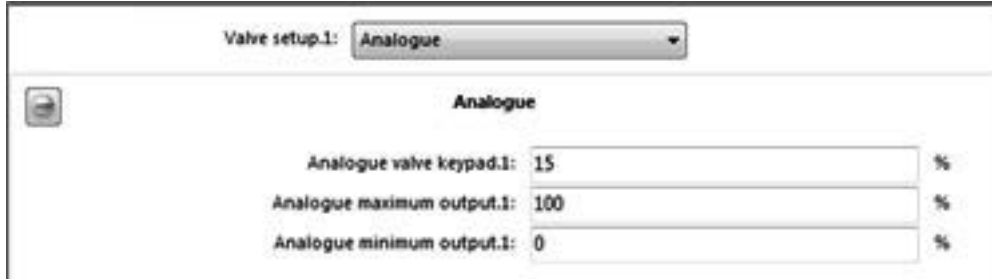 Valve setup.1: Analogue
Analogue
Analogue valve keypad.1: 15 %
Analogue maximum output.1: 100 %
Analogue minimum output.1: 0 %